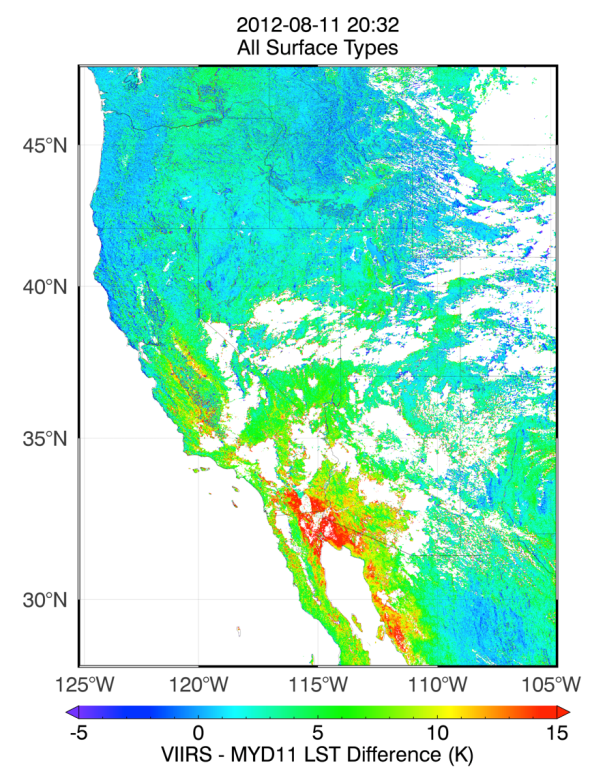 2012-08-11 20:32
All Surface Types
45°N
40°N
35°N
30°N
125°W 120°W 115°W 110°W 105°W
-5 0 5 10 15
VIIRS - MYD11 LST Difference (K)